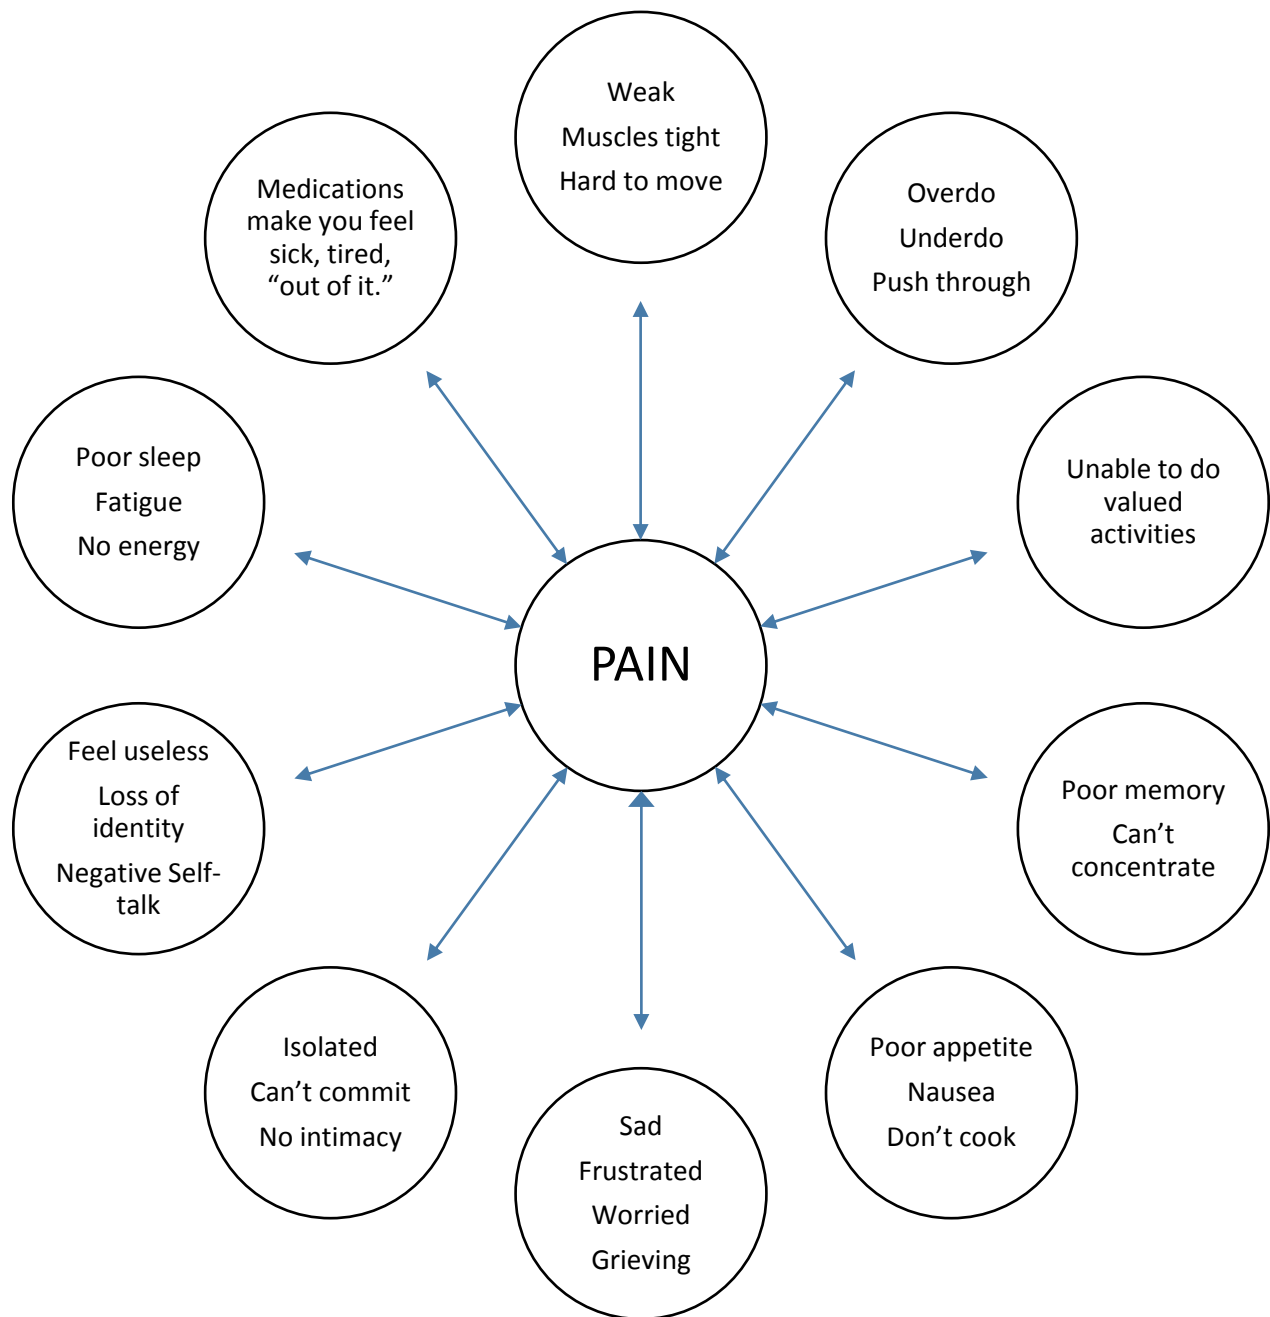 Weak
Muscles tight
Hard to move
Overdo
Underdo
Push through
Unable to do
valued
activities
Poor memory
Can’t
concentrate
Poor appetite
Nausea
Don’t cook
Sad
Frustrated
Worried
Grieving
Isolated
Can’t commit
No intimacy
Feel useless
Loss of
identity
Negative Self-
talk
Poor sleep
Fatigue
No energy
Medications
make you feel
sick, tired,
“out of it.”
PAIN